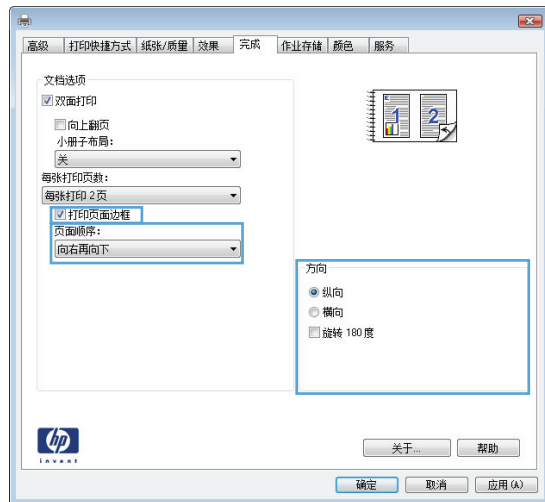 高级 打印快捷方式 纸张/质量 效果 完成 作业存储 颜色 服务
文档选项
双面打印
向上翻页
小册子布局:
关
每张打印页数:
每张打印 2 页
打印页面边框
页面顺序:
向右再向下
1 2
方向
纵向
横向
旋转 180 度
hp
invent
关于... 帮助
确定 取消 应用(A)